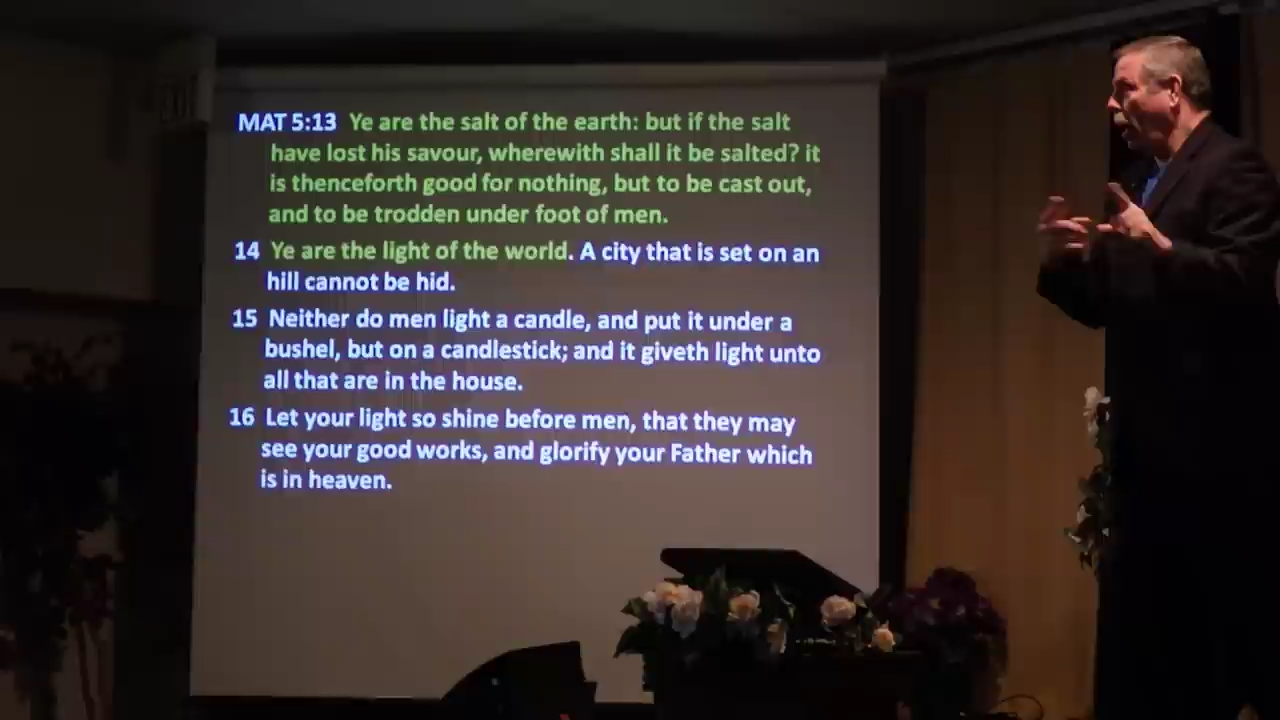 MAT 5:13 Ye are the salt of the earth: but if the salt
have lost his savour, wherewith shall it be salted? it
is thenceforth good for nothing, but to be cast out,
and to be trodden under foot of men.
14 Ye are the light of the world. A city that is set on an
hill cannot be hid.
15 Neither do men light a candle, and put it under a
bushel, but on a candlestick; and it giveth light unto
all that are in the house.
16 Let your light so shine before men, that they may
see your good works, and glorify your Father which
is in heaven.